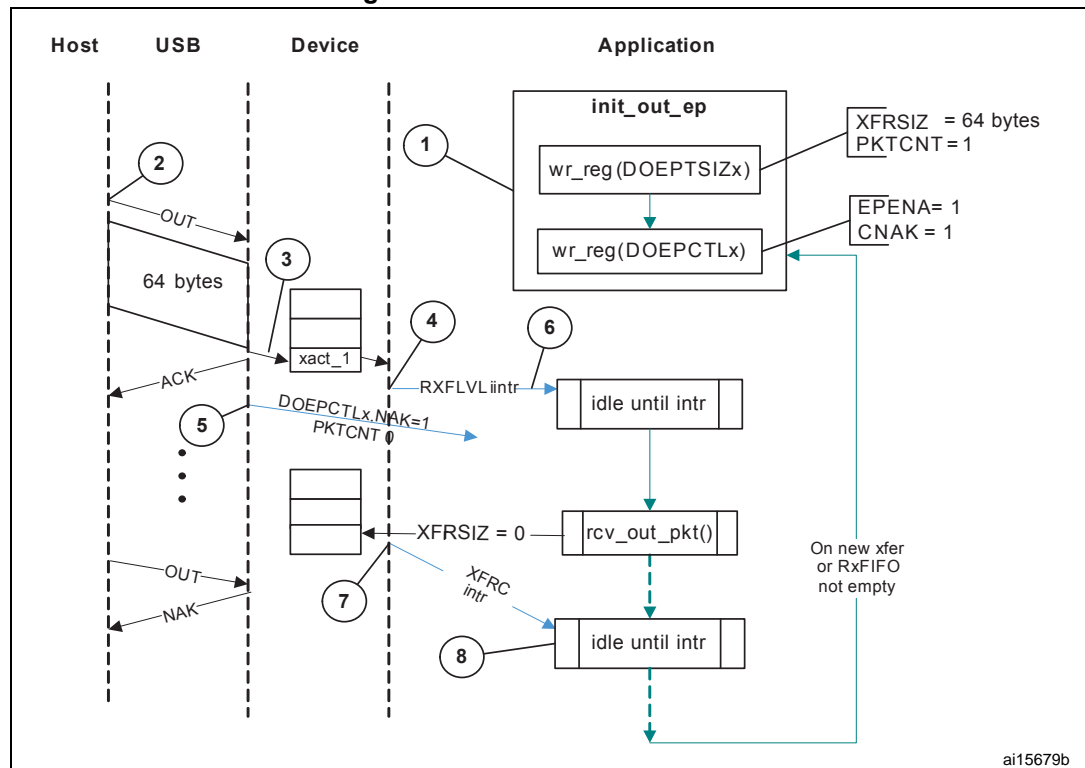 Host
USB
Device
Application
init_out_ep
XFRSIZ = 64 bytes
PKTCNT = 1
1
wr_reg(DOEPTSIZx)
2
OUT
EPENA= 1
CNAK = 1
wr_reg(DOEPCTLx)
3
64 bytes
4
6
xact_1
ACK
RXFLVL iintr
idle until intr
DOEPCTLx.NAK=1
PKTCNT 0
5
XFRSIZ = 0
rcv_out_pkt()
On new xfer
or RxFIFO
not empty
OUT
XFRC
intr
7
NAK
8
idle until intr
ai15679b